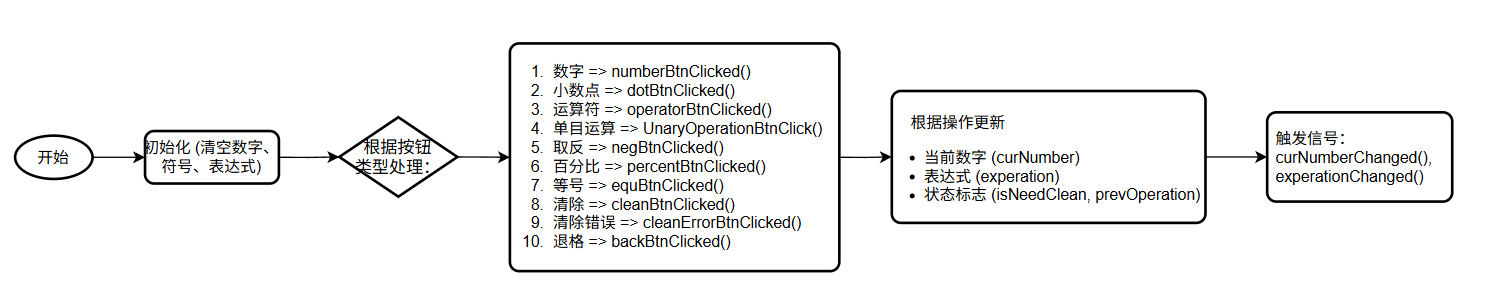 开始
初始化 (清空数字、
符号、表达式)
根据按钮
类型处理：
1. 数字 => numberBtnClicked()
2. 小数点 => dotBtnClicked()
3. 运算符 => operatorBtnClicked()
4. 单目运算 => UnaryOperationBtnClick()
5. 取反 => negBtnClicked()
6. 百分比 => percentBtnClicked()
7. 等号 => equBtnClicked()
8. 清除 => cleanBtnClicked()
9. 清除错误 => cleanErrorBtnClicked()
10. 退格 => backBtnClicked()
根据操作更新
• 当前数字 (curNumber)
• 表达式 (experation)
• 状态标志 (isNeedClean, prevOperation)
触发信号：
curNumberChanged(),
experationChanged()